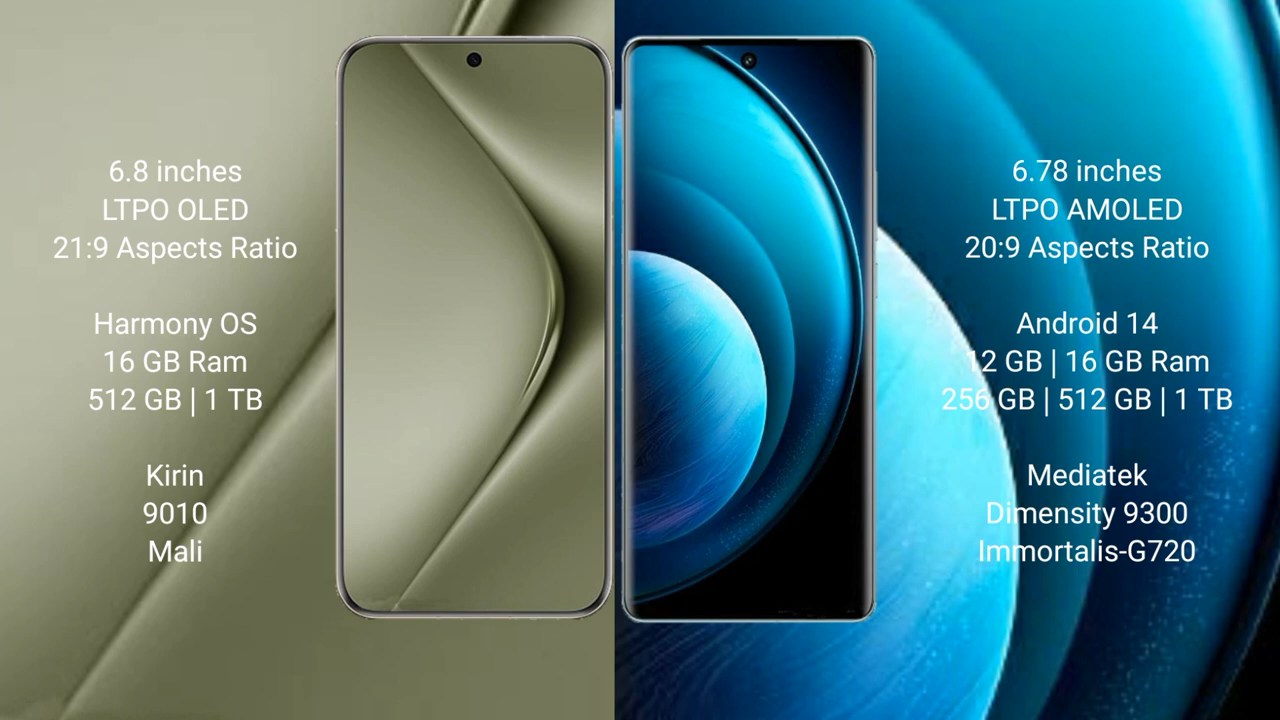 6.8 inches
LTPO OLED
21:9 Aspects Ratio
Harmony OS
16 GB Ram
512 GB | 1 TB
Kirin
9010
Mali
6.78 inches
LTPO AMOLED
20:9 Aspects Ratio
Android 14
12 GB | 16 GB Ram
256 GB | 512 GB | 1 TB
Mediatek
Dimensity 9300
Immortalis-G720